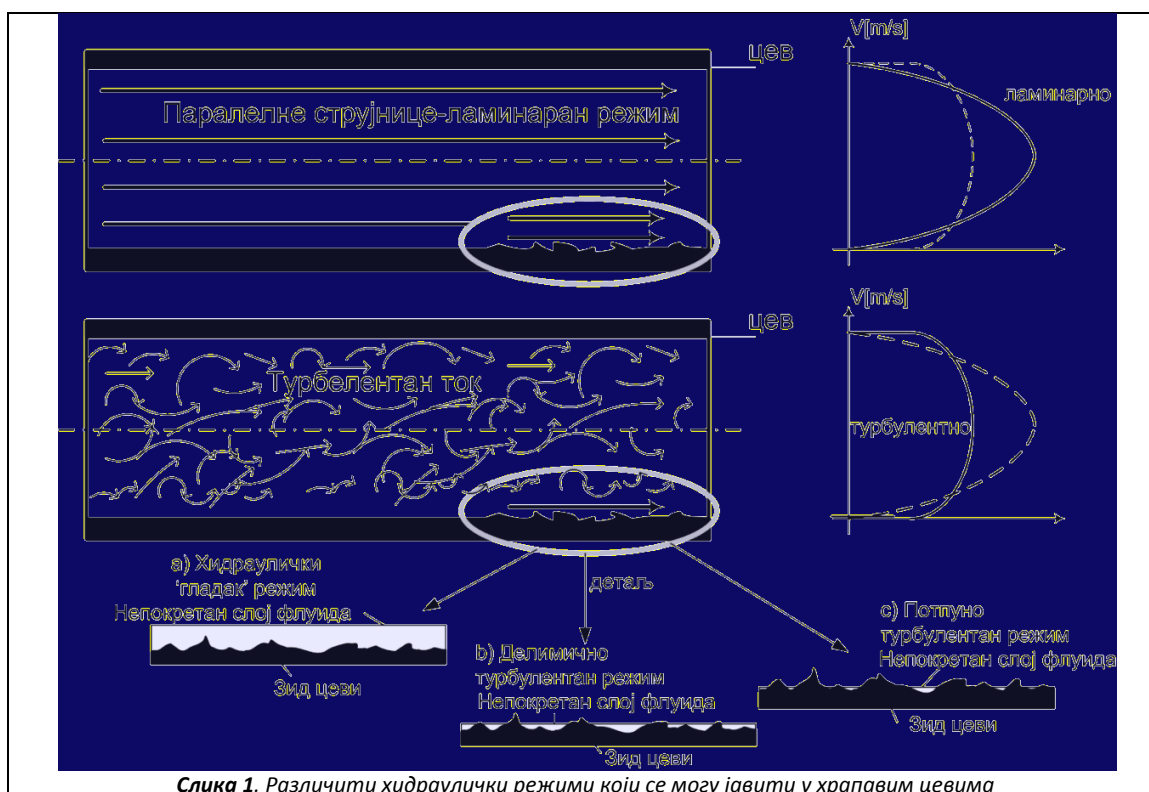 V[m/s]
цев
ламинарно
Паралелне струјнице-ламинаран режим
V[m/s]
цев
Турбелентан ток
турбулентно
a) Хидраулички
'гладак' режим
Непокретан слој флуида
Зид цеви
деталь
b) Делимично
турбулентан режим
Непокретан слој флуида
Зид цеви
c) Потпуно
турбулентан режим
Непокретан слој флуида
Зид цеви
Слика 1. Различити хидраулички режими који се могу јавити у храпавим цевима